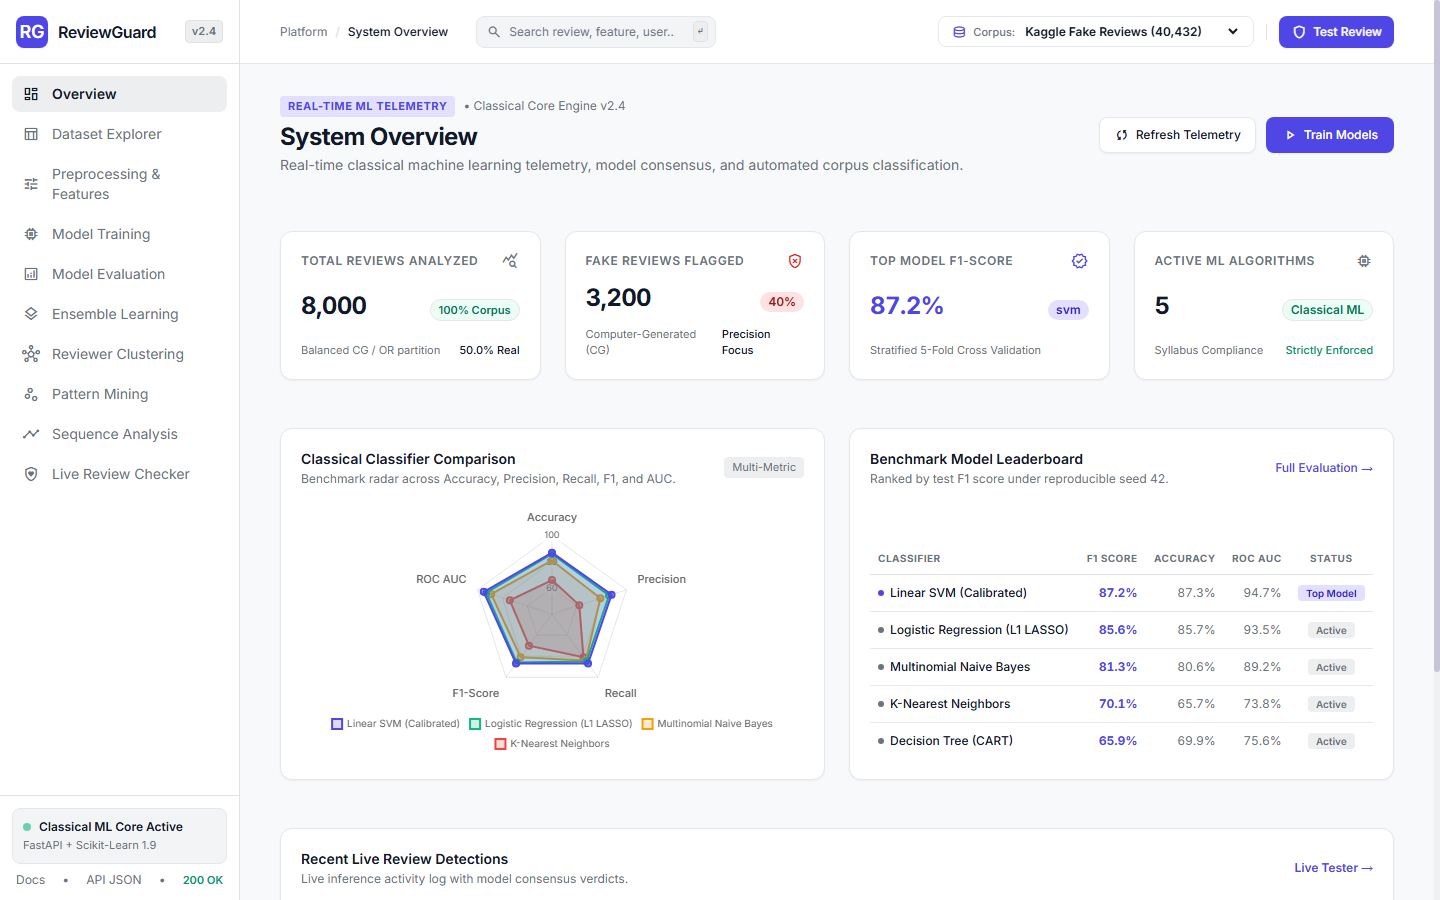 RG ReviewGuard v2.4
Overview
Dataset Explorer
Preprocessing &
Features
Model Training
Model Evaluation
Ensemble Learning
Reviewer Clustering
Pattern Mining
Sequence Analysis
Live Review Checker
Classical ML Core Active
FastAPI + Scikit-Learn 1.9
Docs • API JSON • 200 OK
Platform / System Overview
Search review, feature, user..
Corpus: Kaggle Fake Reviews (40,432)
Test Review
REAL-TIME ML TELEMETRY • Classical Core Engine v2.4
System Overview
Real-time classical machine learning telemetry, model consensus, and automated corpus classification.
Refresh Telemetry
Train Models
TOTAL REVIEWS ANALYZED
8,000
100% Corpus
Balanced CG / OR partition 50.0% Real
FAKE REVIEWS FLAGGED
3,200
40%
Computer-Generated
(CG)
Precision
Focus
TOP MODEL F1-SCORE
87.2%
svm
Stratified 5-Fold Cross Validation
ACTIVE ML ALGORITHMS
5
Classical ML
Syllabus Compliance Strictly Enforced
Classical Classifier Comparison
Benchmark radar across Accuracy, Precision, Recall, F1, and AUC.
Multi-Metric
Accuracy
100
ROC AUC
Precision
60
F1-Score
Recall
Linear SVM (Calibrated) Logistic Regression (L1 LASSO) Multinomial Naive Bayes
K-Nearest Neighbors
Benchmark Model Leaderboard
Ranked by test F1 score under reproducible seed 42.
Full Evaluation →
CLASSIFIER F1 SCORE ACCURACY ROC AUC STATUS
Linear SVM (Calibrated) 87.2% 87.3% 94.7% Top Model
Logistic Regression (L1 LASSO) 85.6% 85.7% 93.5% Active
Multinomial Naive Bayes 81.3% 80.6% 89.2% Active
K-Nearest Neighbors 70.1% 65.7% 73.8% Active
Decision Tree (CART) 65.9% 69.9% 75.6% Active
Recent Live Review Detections
Live inference activity log with model consensus verdicts.
Live Tester →